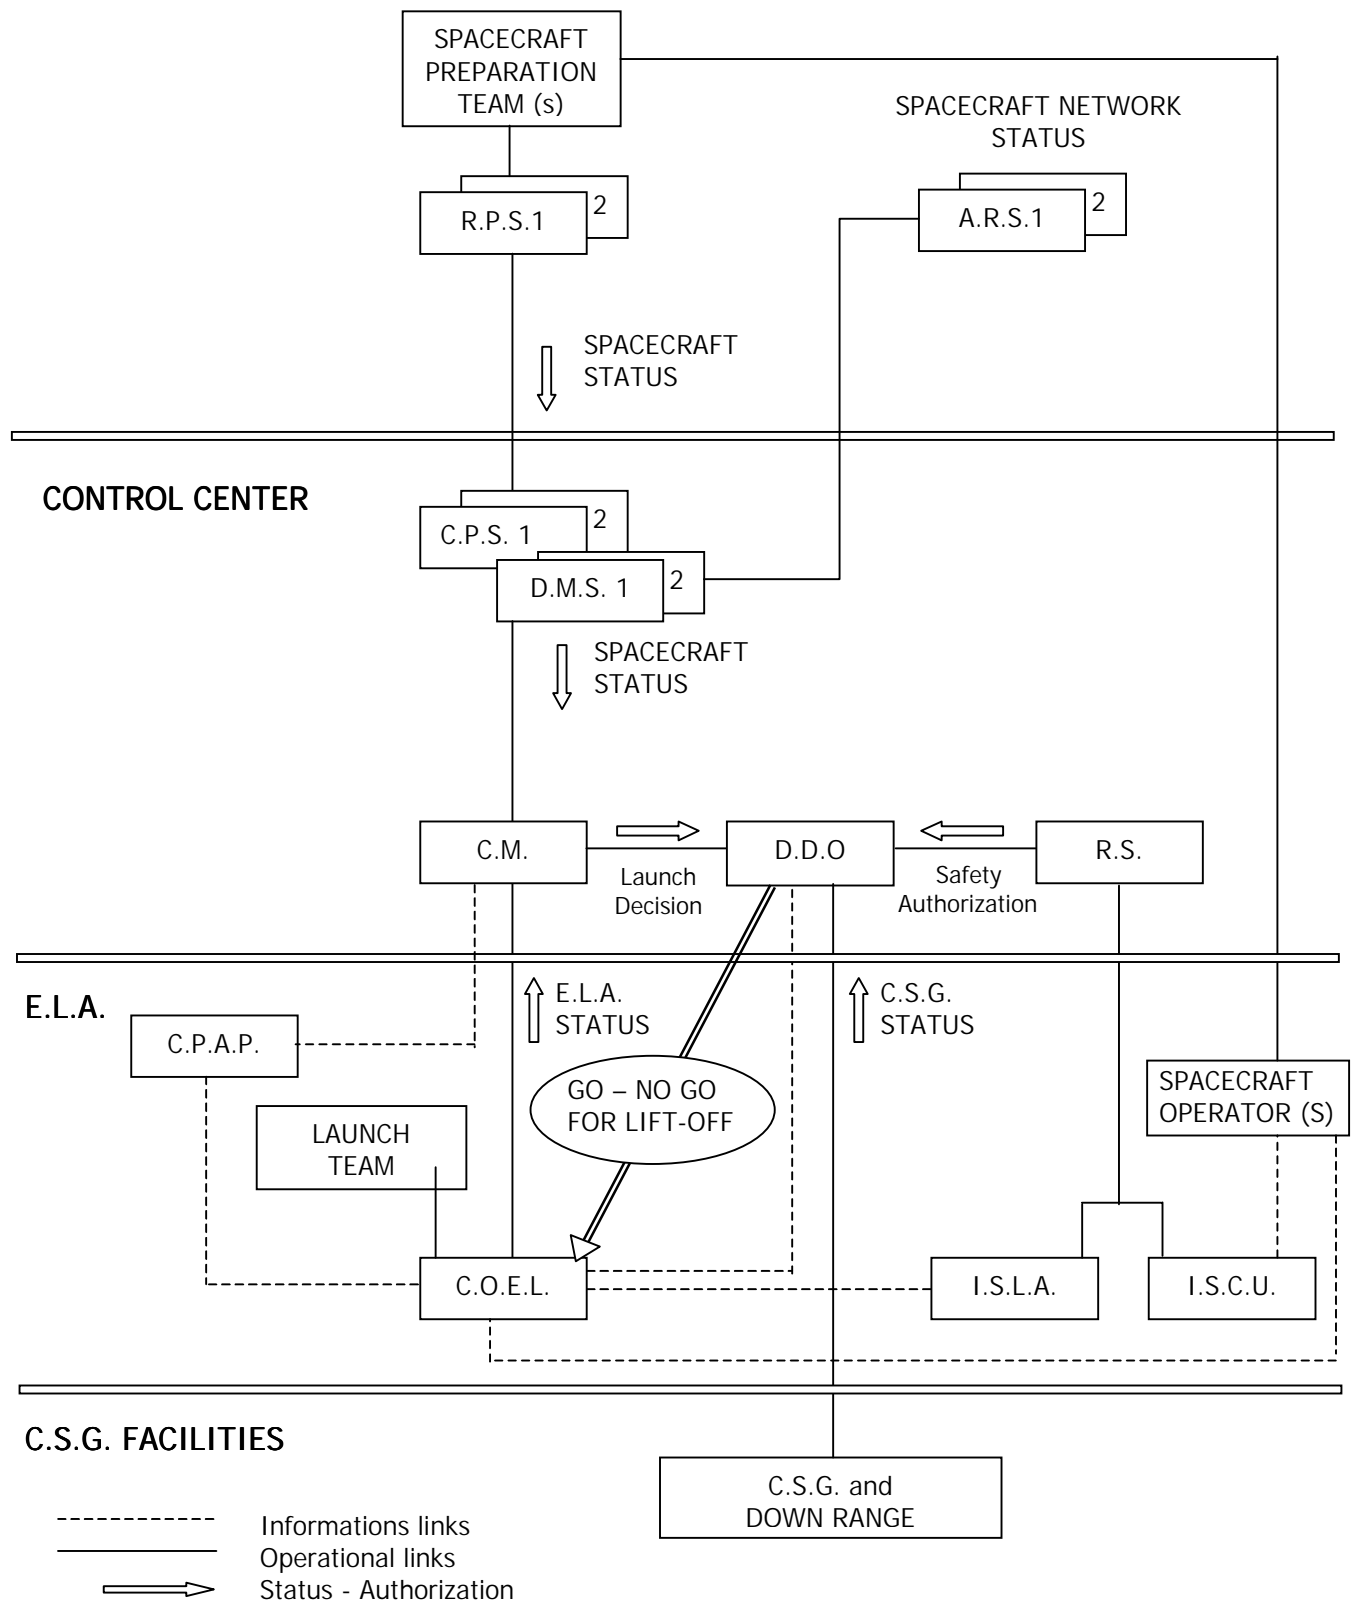 SPACECRAFT
PREPARATION
TEAM (s)
SPACECRAFT NETWORK
STATUS
R.P.S.1
2
A.R.S.1
2
SPACECRAFT
STATUS
CONTROL CENTER
C.P.S. 1
2
D.M.S. 1
2
SPACECRAFT
STATUS
C.M.
D.D.O
R.S.
Launch
Decision
Safety
Authorization
E.L.A.
E.L.A.
STATUS
C.S.G.
STATUS
C.P.A.P.
GO – NO GO
FOR LIFT-OFF
SPACECRAFT
OPERATOR (S)
LAUNCH
TEAM
C.O.E.L.
I.S.L.A.
I.S.C.U.
C.S.G. FACILITIES
C.S.G. and
DOWN RANGE
Informations links
Operational links
Status - Authorization